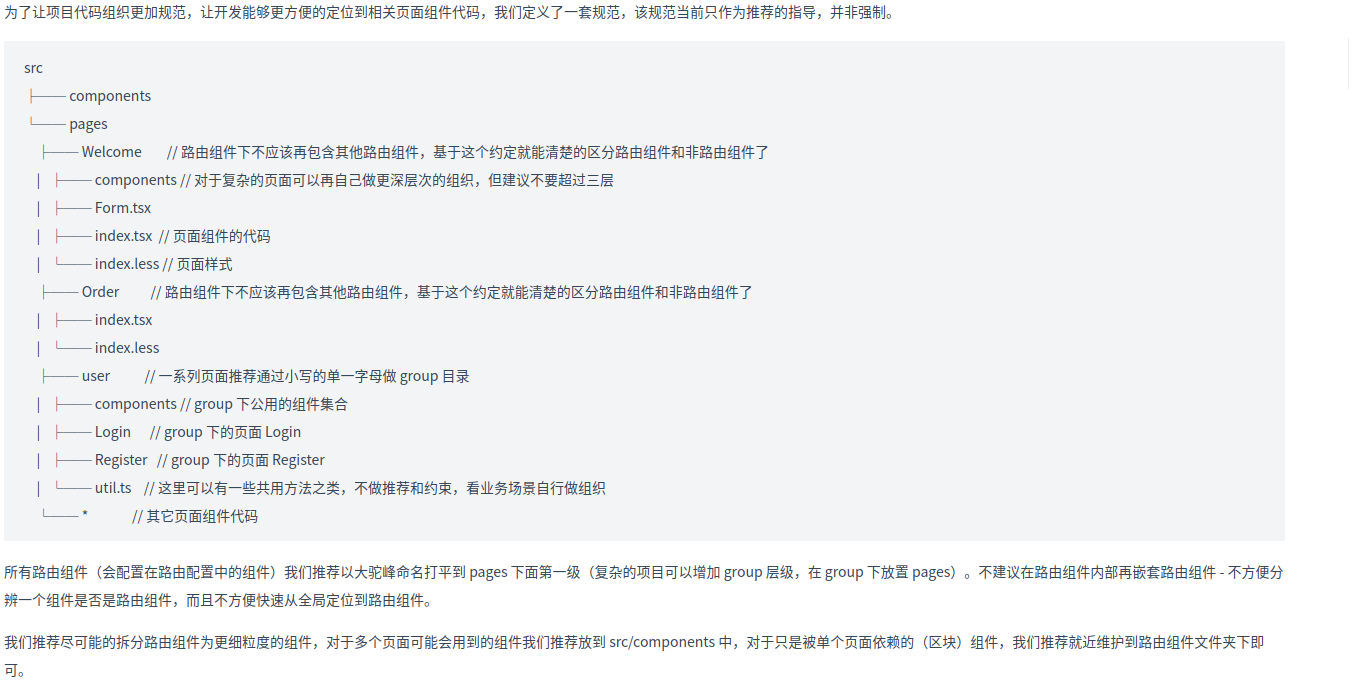 为了让项目代码组织更加规范，让开发能够更方便的定位到相关页面组件代码，我们定义了一套规范，该规范当前只作为推荐的指导，并非强制。
src
├── components
└── pages
├── Welcome // 路由组件下不应该再包含其他路由组件，基于这个约定就能清楚的区分路由组件和非路由组件了
| ├── components // 对于复杂的页面可以再自己做更深层次的组织，但建议不要超过三层
| ├── Form.tsx
| ├── index.tsx // 页面组件的代码
| └── index.less // 页面样式
├── Order // 路由组件下不应该再包含其他路由组件，基于这个约定就能清楚的区分路由组件和非路由组件了
| ├── index.tsx
| └── index.less
├── user // 一系列页面推荐通过小写的单一字母做 group 目录
| ├── components // group 下公用的组件集合
| ├── Login // group 下的页面 Login
| ├── Register // group 下的页面 Register
| └── util.ts // 这里可以有一些共用方法之类，不做推荐和约束，看业务场景自行做组织
└── * // 其它页面组件代码
所有路由组件（会配置在路由配置中的组件）我们推荐以大驼峰命名打平到 pages 下面第一级（复杂的项目可以增加 group 层级，在 group 下放置 pages）。不建议在路由组件内部再嵌套路由组件 - 不方便分
辨一个组件是否是路由组件，而且不方便快速从全局定位到路由组件。
我们推荐尽可能的拆分路由组件为更细粒度的组件，对于多个页面可能会用到的组件我们推荐放到 src/components 中，对于只是被单个页面依赖的（区块）组件，我们推荐就近维护到路由组件文件夹下即
可。